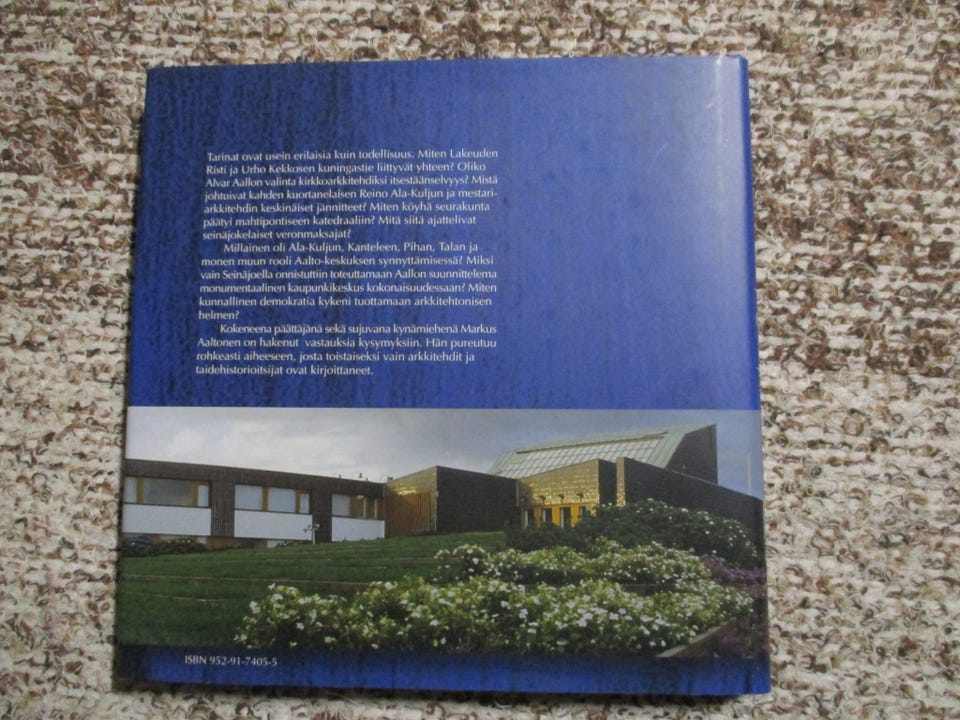 Tarinat ovat usein erilaisia kuin todellisuus. Miten Lakeuden
Risti ja Urho Kekkosen kuningastie liittyvät yhteen? Oliko
Alvar Aallon valinta kirkkoarkkitehdiksi itsestäänselvyys? Mistä
johtuivat kahden kuortanelaisen Reino Ala-Kuljun ja mestari-
arkkitehdin keskinäiset jännitteet? Miten köyhä seurakunta
päätyi mahtipontiseen katedraaliin? Mitä siitä ajattelivat
seinäjokelaiset veronmaksajat?
Millainen oli Ala-Kuljun, Kanteleen, Pihan, Talan ja
monen muun rooli Aalto-keskuksen synnyttämisessä? Miksi
vain Seinäjoella onnistuttiin toteuttamaan Aallon suunnittelema
monumentaalinen kaupunkikeskus kokonaisuudessaan? Miten
kunnallinen demokratia kykeni tuottamaan arkkitehtonisen
helmen?
Kokeneena päättäjänä sekä sujuvana kynämiehenä Markus
Aaltonen on hakenut vastauksia kysymyksiin. Hän pureutuu
rohkeasti aiheeseen, josta toistaiseksi vain arkkitehdit ja
taidehistorioitsijat ovat kirjoittaneet.
ISBN 952-91-7405-5